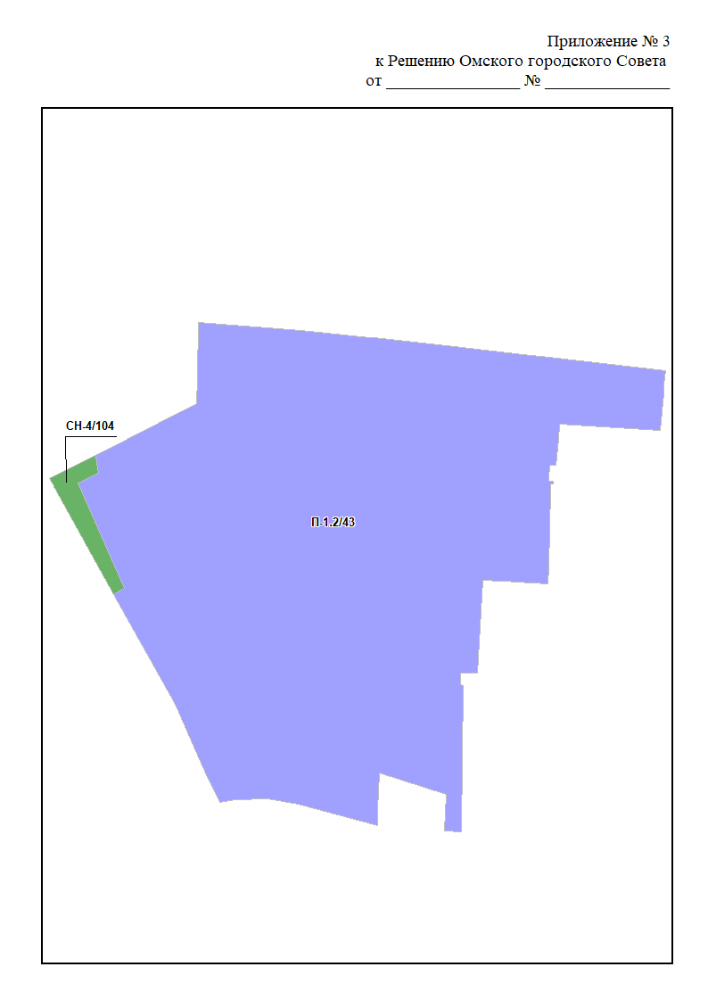 Приложение № 3
к Решению Омского городского Совета
от ________________ № _______________
СН-4/104
П-1.2/43